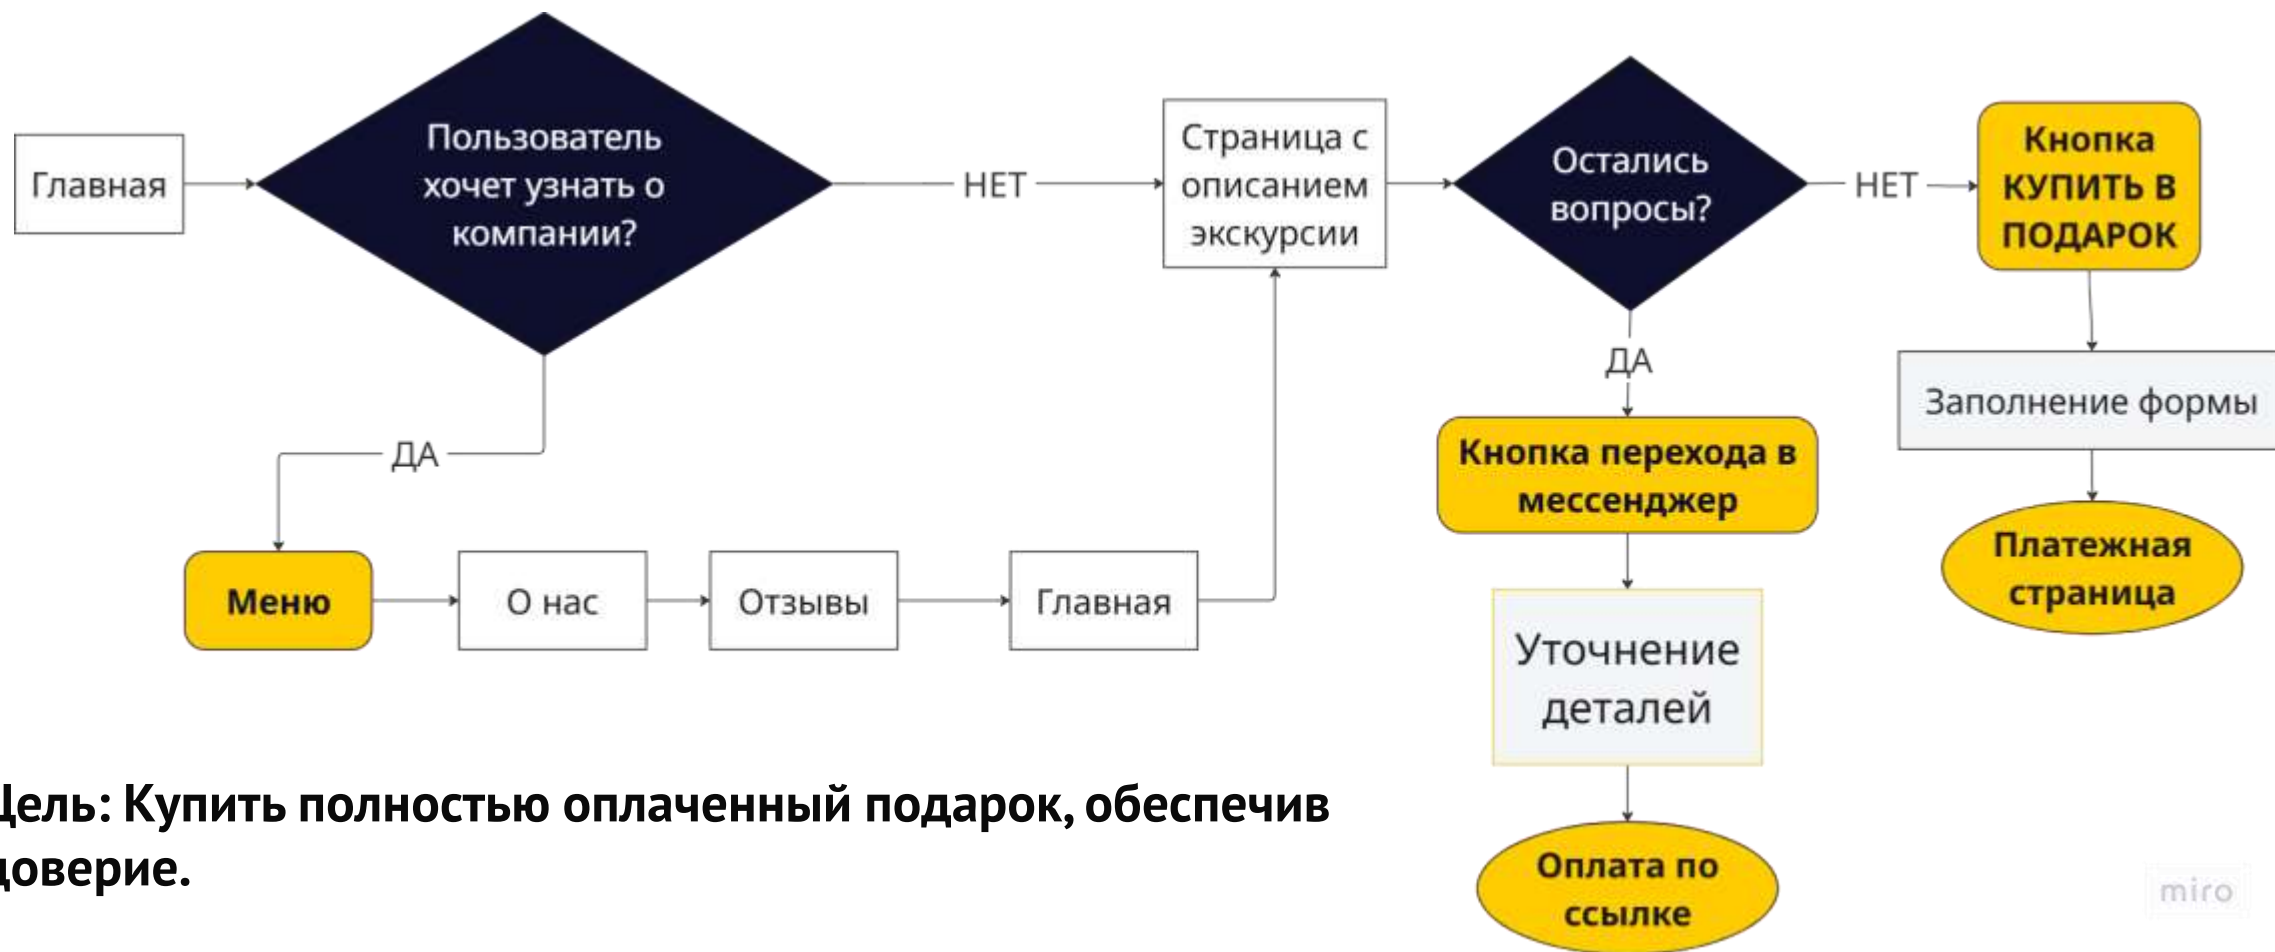 Главная
Пользователь
хочет узнать о
компании?
НЕТ
Страница с
описанием
экскурсии
Остались
вопросы?
НЕТ
Кнопка
КУПИТЬ В
ПОДАРОК
ДА
Заполнение формы
ДА
Кнопка перехода в
мессенджер
Платежная
страница
Меню
О нас
Отзывы
Главная
Уточнение
деталей
Цель: Купить полностью оплаченный подарок, обеспечив
доверие.
Оплата по
ссылке
miro